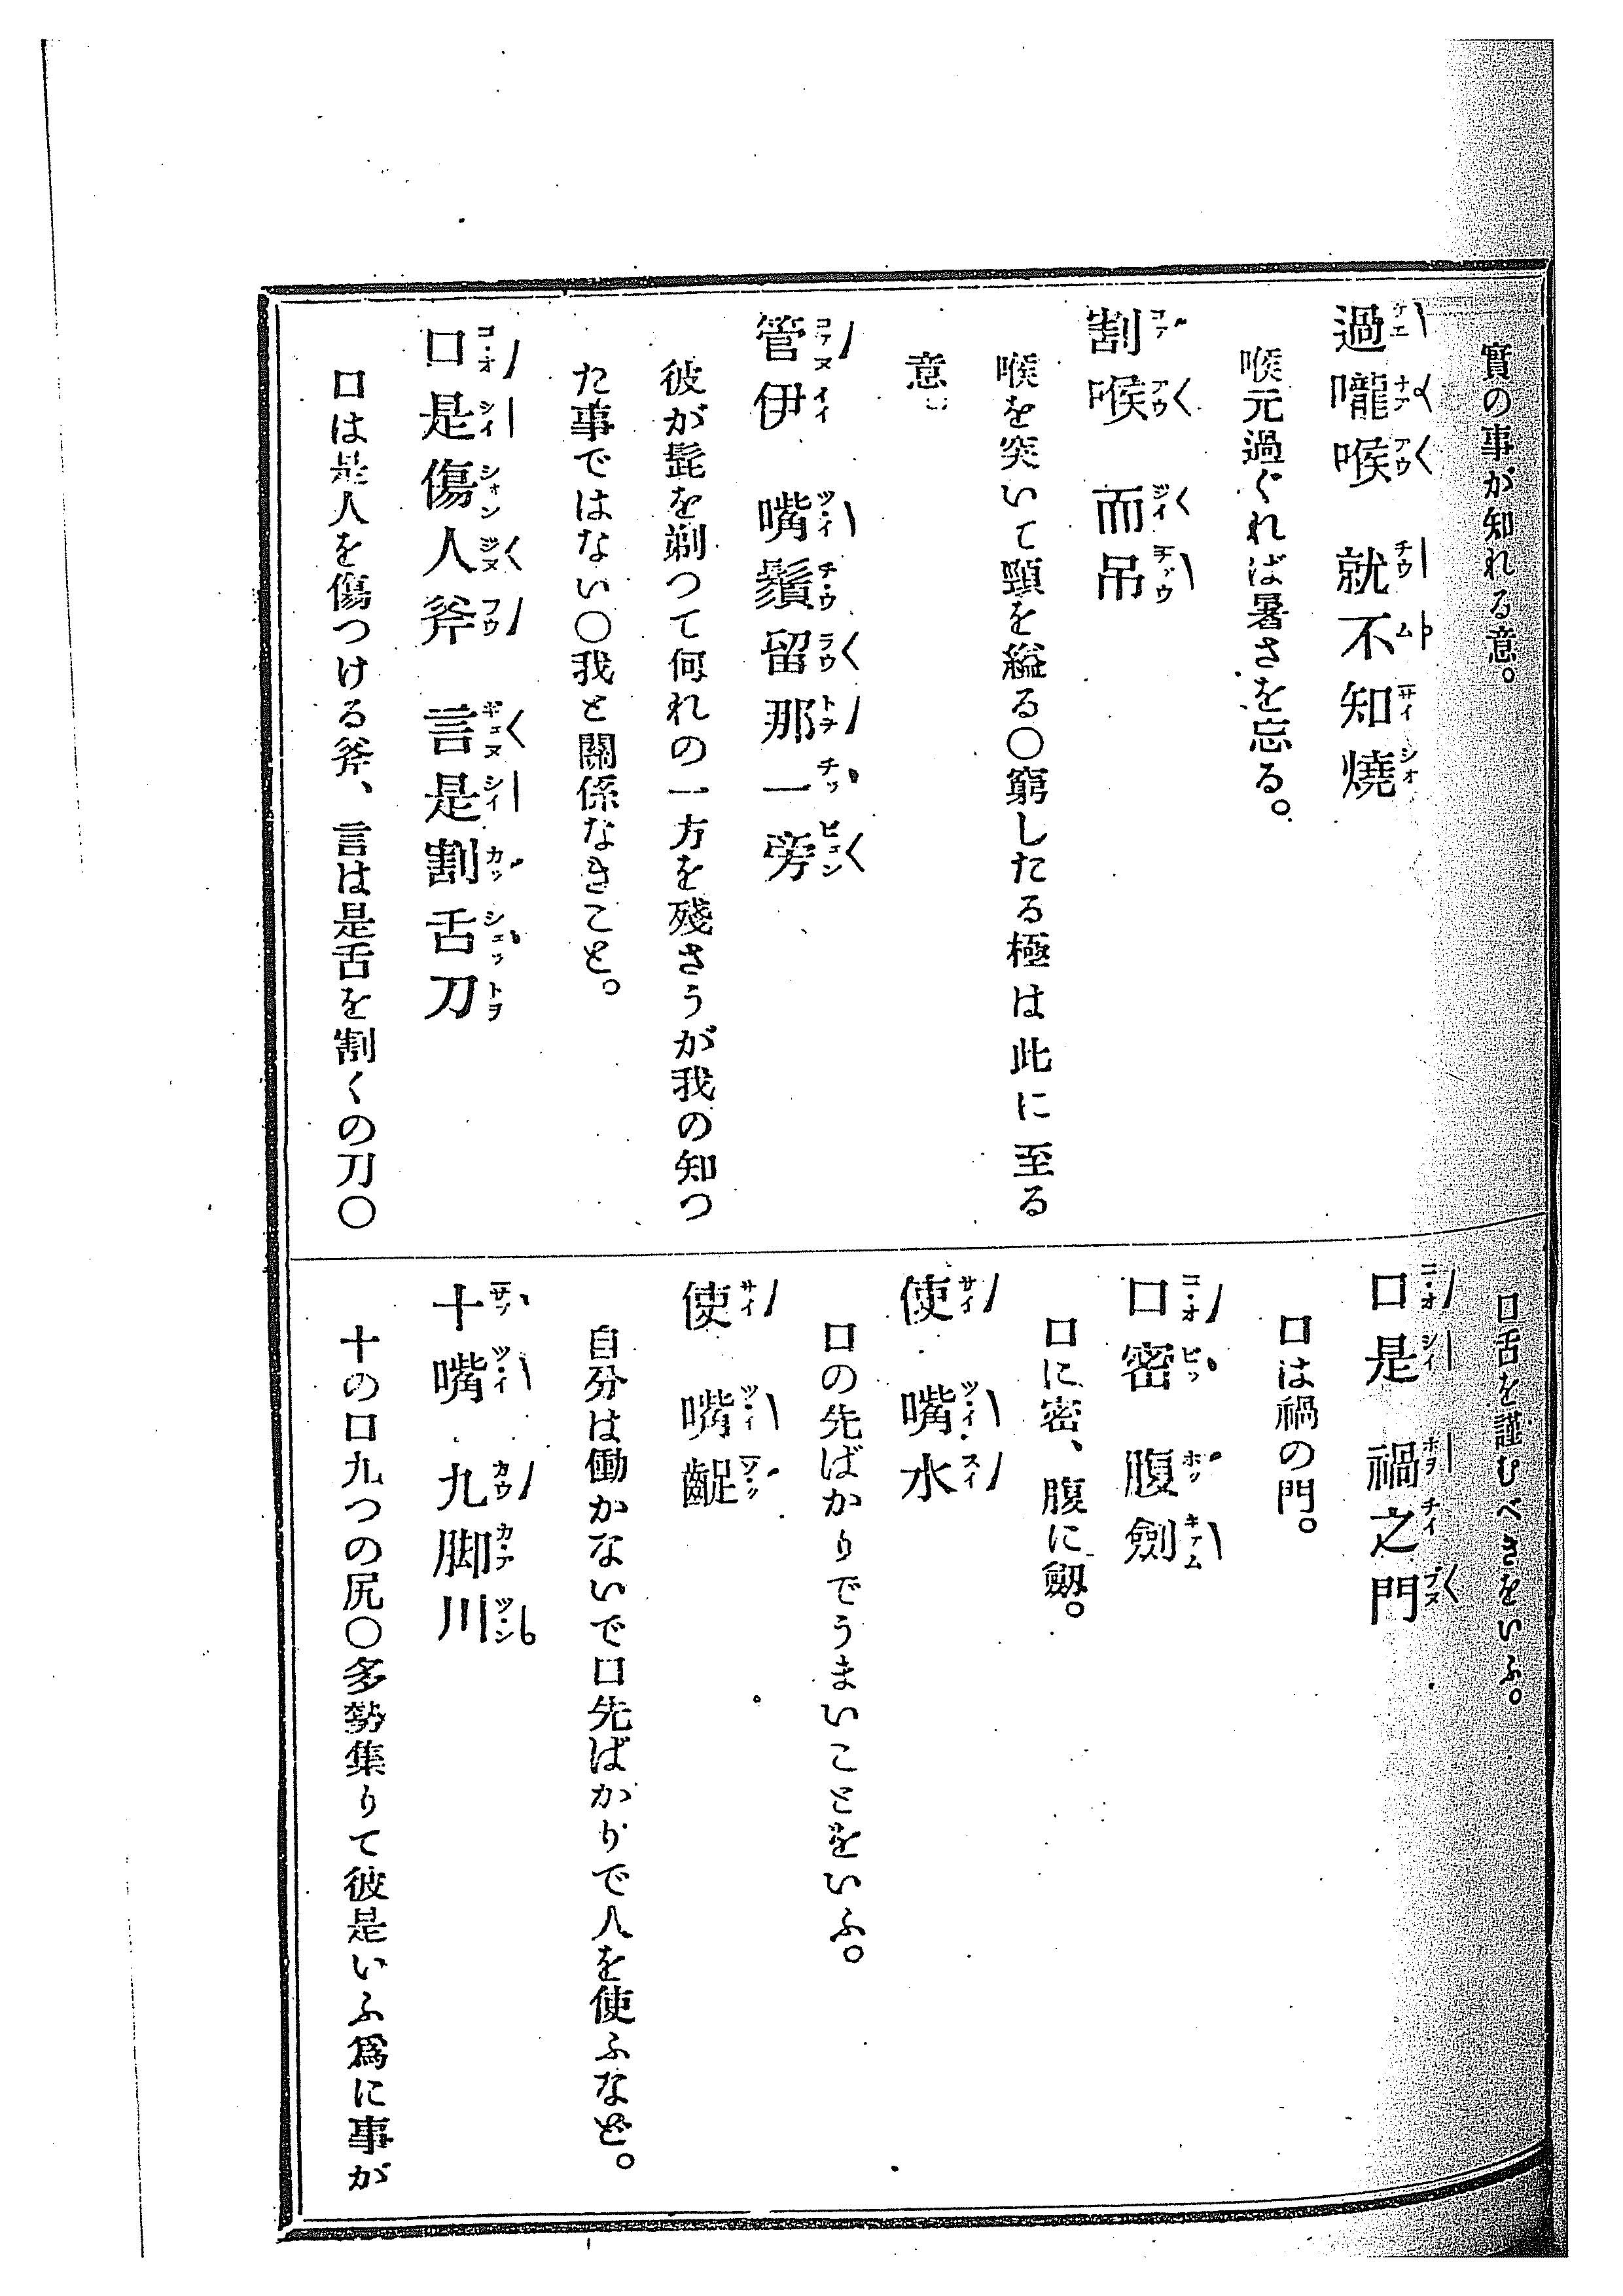 實の事が知れる意。
過嚨喉 就不知燒
喉元過ぐれば暑さを忘る。
割喉 而吊
喉を突いて頸を縊る〇窮したる極は此に至る
意。
管伊 嘴鬚留那一旁
彼が髭を剃つて何れの一方を殘さうが我の知つ
た事ではない〇我と關係なきこと。
口是傷人斧 言是割舌刀
口は是人を傷つける斧、言は是舌を割くの刀〇
口舌を謹むべきをいふ。
口是 禍之門
口は禍の門。
口密 腹劍
口に密、腹に劔。
使 嘴水
口の先ばかりでうまいことをいふ。
使 嘴齪
自分は働かないで口先ばかりで人を使ふなど。
十嘴 九脚川
十の口九つの尻〇多勢集りて彼是いふ爲に事が